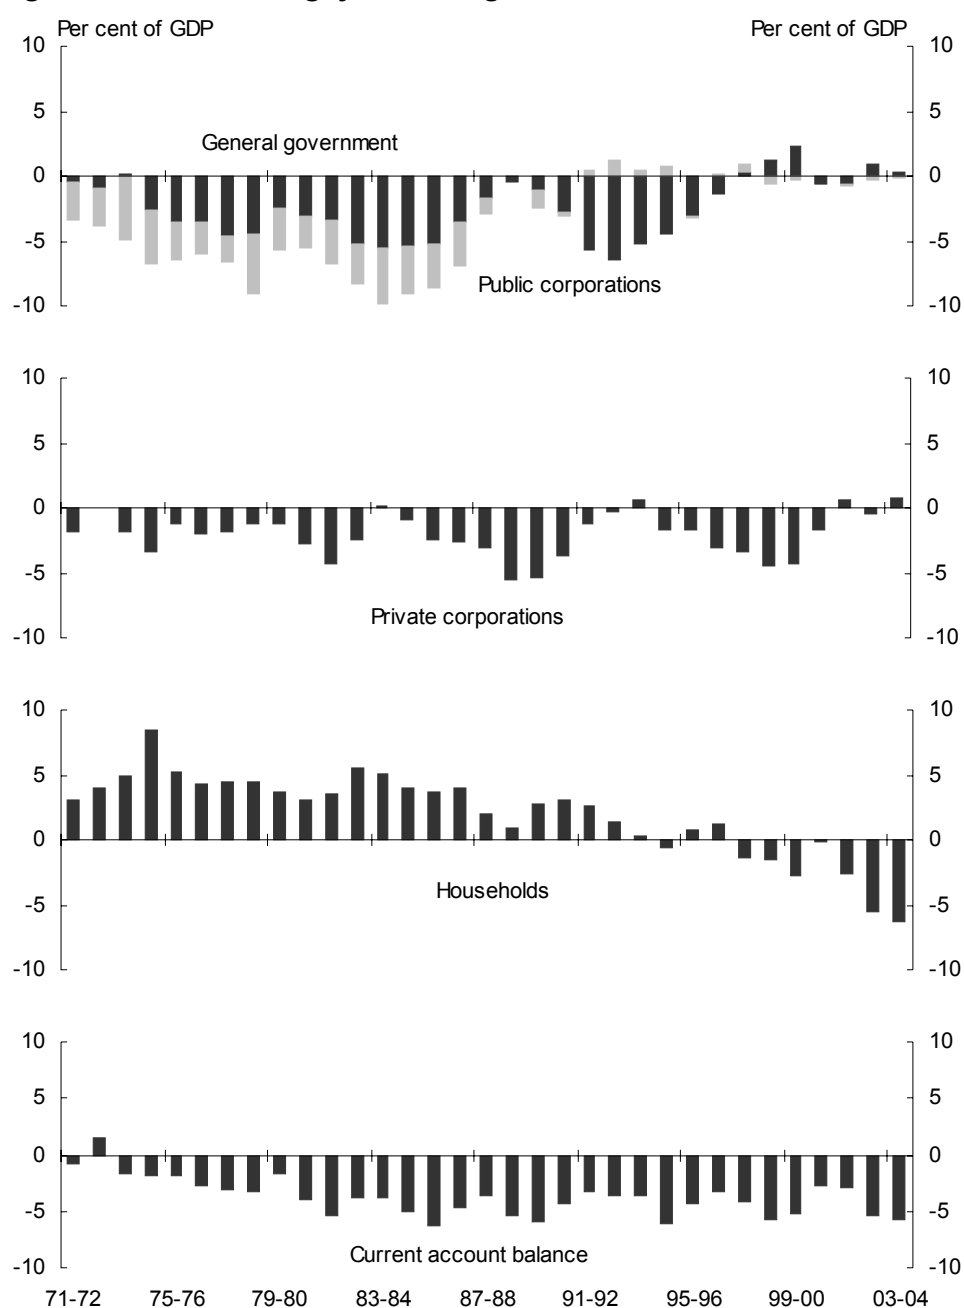 Per cent of GDP Per cent of GDP
10 10
5 5
General government
0 0
-5 -5
Public corporations
-10 -10
10 10
5 5
0 0
-5 -5
Private corporations
-10 -10
10 10
5 5
0 0
Households
-5 -5
-10 -10
10 10
5 5
0 0
-5 -5
Current account balance
-10 -10
71-72 75-76 79-80 83-84 87-88 91-92 95-96 99-00 03-04